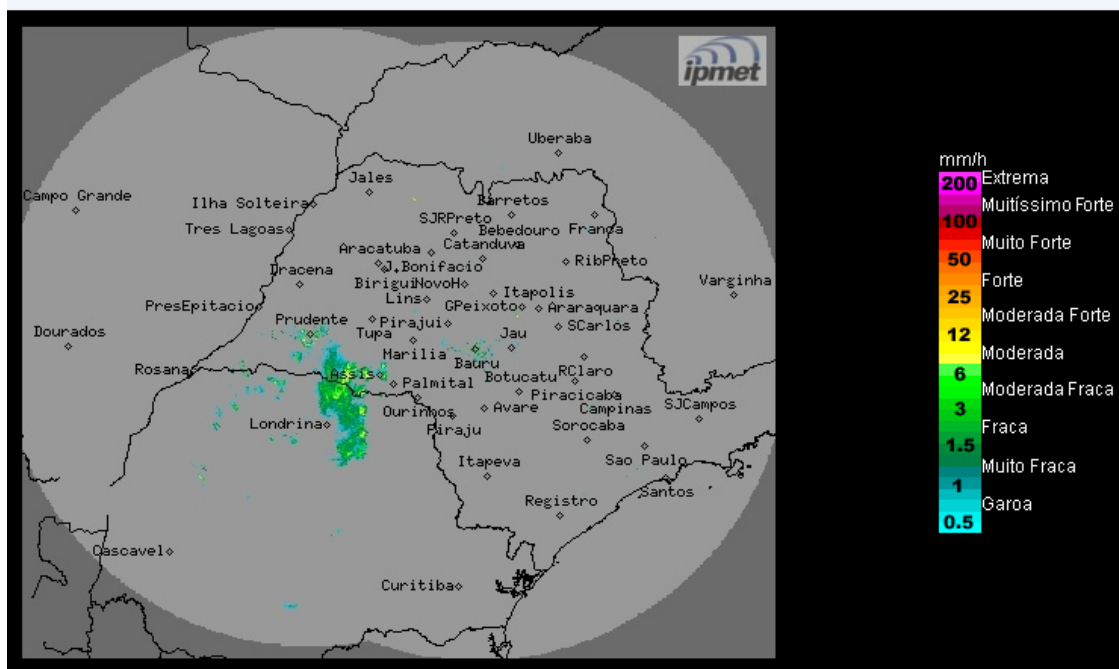 ipmet
Uberaba
Jales
Campo Grande
Ilha Solteira
Barretos
SJRPreto
Bebedouro
Franca
Tres Lagoas
Aracatuba
Catanduva
J.Bonifacio
RibPreto
Dracena
Birigui
NovoH
Itapolis
Varginha
PresEpitacio
Lins
GPeixoto
Araraquara
Prudente
Pirajui
SCarlos
Dourados
Tupa
Jau
Marilia
Bauru
Rosana
Assis
Palmital
Botucatu
RClaro
Piracicaba
Ourinhos
Avare
Campinas
SJCampos
Londrina
Piraju
Sorocaba
Itapeva
Sao Paulo
Santos
Registro
Cascavel
Curitiba
mm/h
200 Extrema
Muitíssimo Forte
100
Muito Forte
50
Forte
25
Moderada Forte
12
Moderada
6
Moderada Fraca
3
Fraca
1.5
Muito Fraca
1
Garoa
0.5